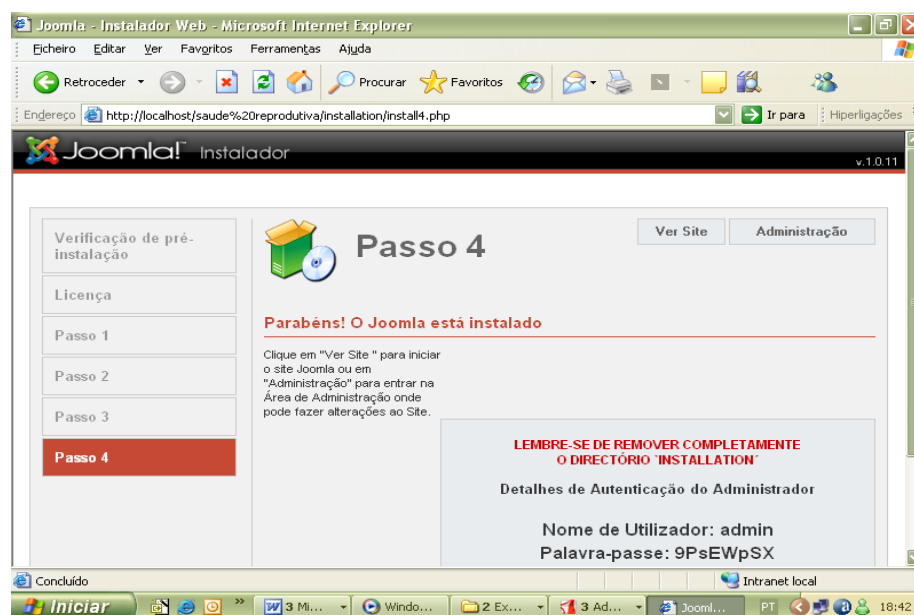 Joomla - Instalador Web - Microsoft Internet Explorer
Ficheiro Editar Ver Favoritos Ferramentas Ajuda
Retroceder Procurar Favoritos
Endereço http://localhost/saude%20reprodutiva/installation/install4.php Ir para Hiperligações
Joomla! Instalador
v.1.0.11
Ver Site Administração
Verificação de pré-
instalação
Licença
Passo 1
Passo 2
Passo 3
Passo 4
Passo 4
Parabéns! O Joomla está instalado
Clique em "Ver Site " para iniciar
o site Joomla ou em
"Administração" para entrar na
Área de Administração onde
pode fazer alterações ao Site.
LEMBRE-SE DE REMOVER COMPLETAMENTE
O DIRECTÓRIO `INSTALLATION´
Detalhes de Autenticação do Administrador
Nome de Utilizador: admin
Palavra-passe: 9PsEWpSX
Concluído Intranet local
Iniciar » 3 Mi... Windo... 2 Ex... 3 Ad... Jooml... PT 18:42